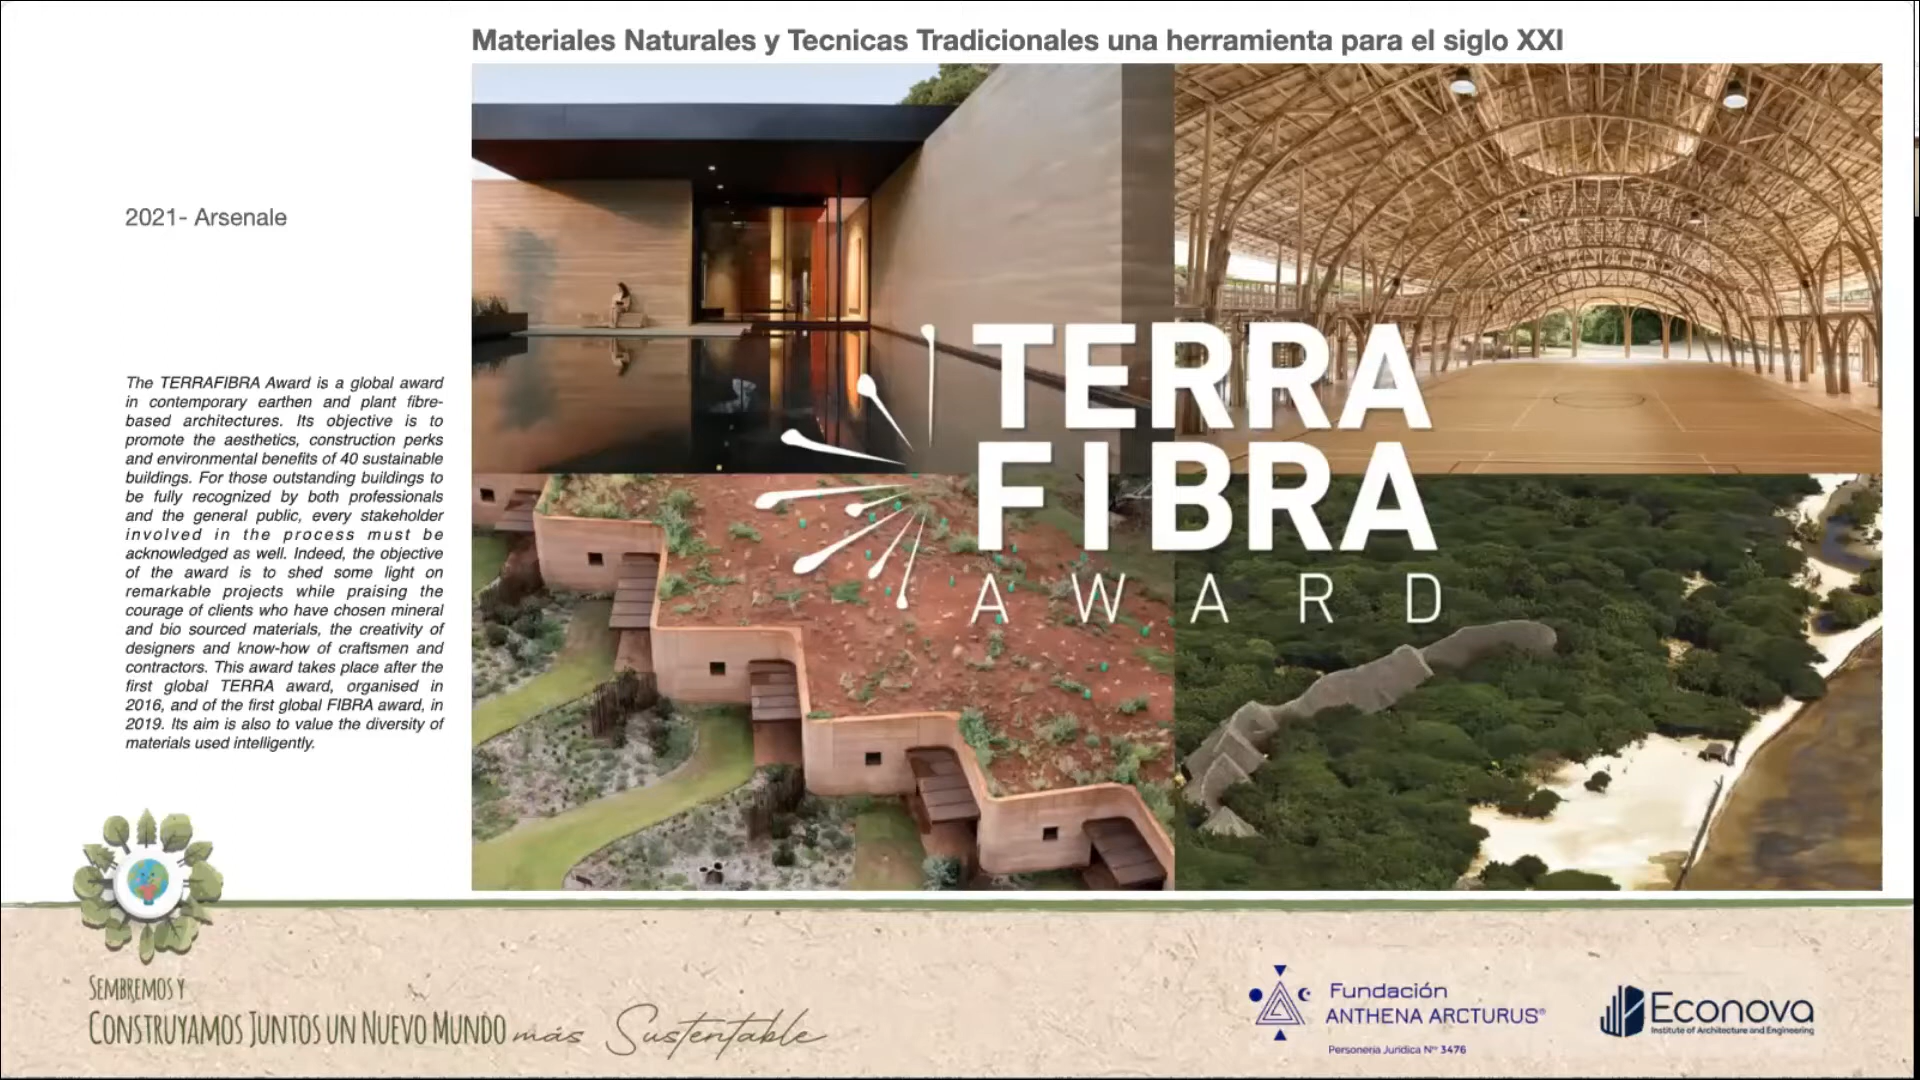 Materiales Naturales y Tecnicas Tradicionales una herramienta para el siglo XXI
2021- Arsenale
The TERRAFIBRA Award is a global award
in contemporary earthen and plant fibre-
based architectures. Its objective is to
promote the aesthetics, construction perks
and environmental benefits of 40 sustainable
buildings. For those outstanding buildings to
be fully recognized by both professionals
and the general public, every stakeholder
involved in the process must be
acknowledged as well. Indeed, the objective
of the award is to shed some light on
remarkable projects while praising the
courage of clients who have chosen mineral
and bio sourced materials, the creativity of
designers and know-how of craftsmen and
contractors. This award takes place after the
first global TERRA award, organised in
2016, and of the first global FIBRA award, in
2019. Its aim is also to value the diversity of
materials used intelligently.
TERRA
FIBRA
AWARD
SEMBREMOS Y
CONSTRUYAMOS JUNTOS UN NUEVO MUNDO más Sustentable
Fundación
ANTHENA ARCTURUS®
Personería Jurídica Nro 3476
Econova
Institute of Architecture and Engineering